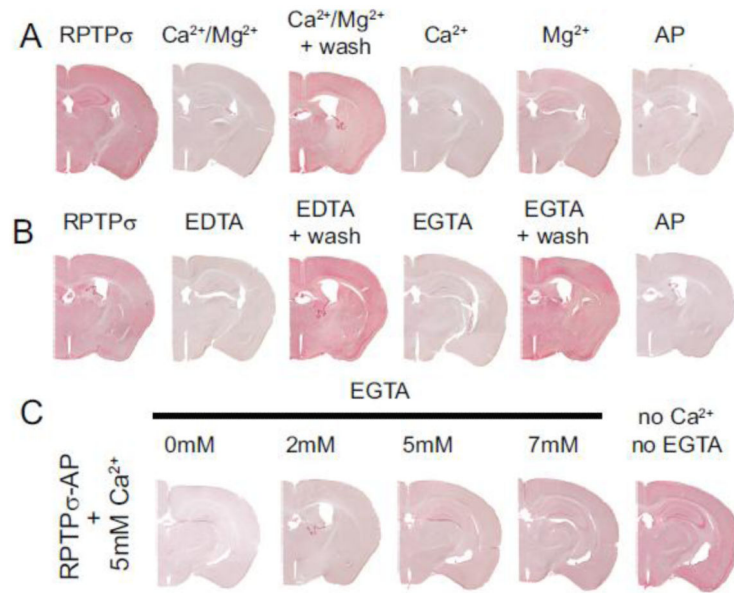 A
RPTPσ
Ca²⁺/Mg²⁺
Ca²⁺/Mg²⁺
+ wash
Ca²⁺
Mg²⁺
AP
B
RPTPσ
EDTA
EDTA
+ wash
EGTA
EGTA
+ wash
AP
C
EGTA
0mM
2mM
5mM
7mM
no Ca²⁺
no EGTA
RPTPσ-AP
+
5mM Ca²⁺